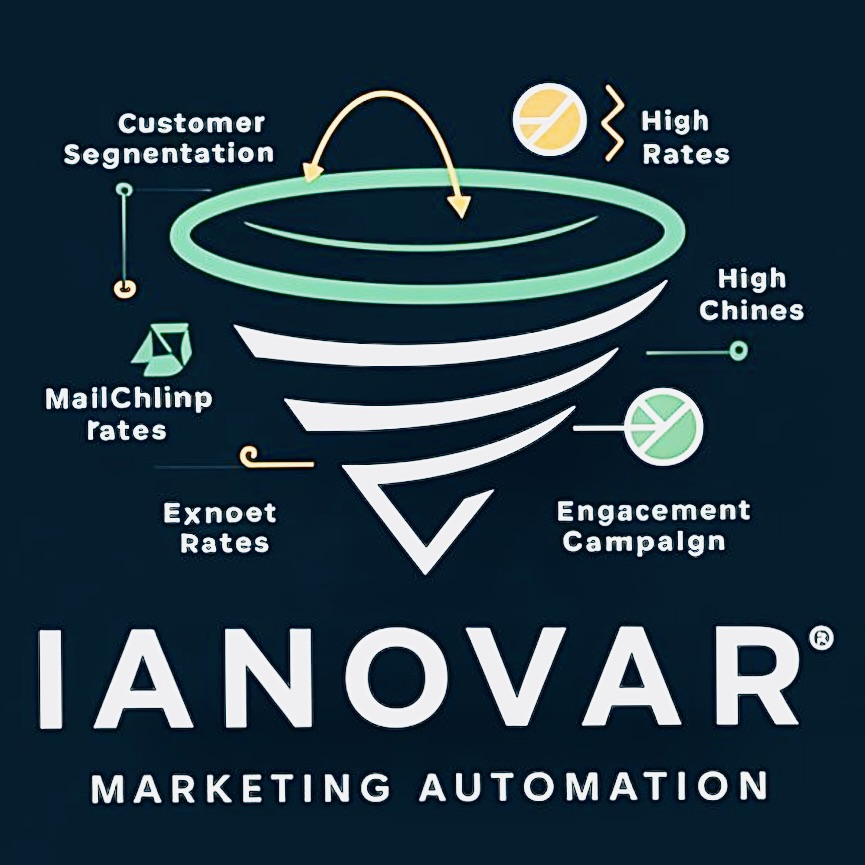 Customer
Segnentation
High
Rates
High
Chines
MailChlinp
rates
Exnoet
Rates
Engacement
Campalgn
IANOVAR®
MARKETING AUTOMATION